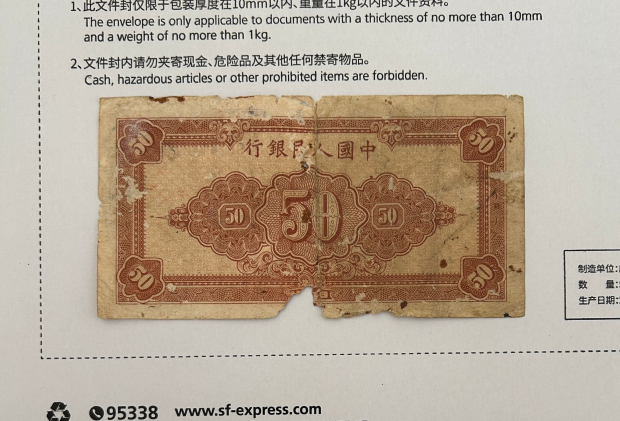 1、此文件封仅限于包装厚度在10mm以内、重量在1kg以内的文件资料。
The envelope is only applicable to documents with a thickness of no more than 10mm
and a weight of no more than 1kg.
2、文件封内请勿夹寄现金、危险品及其他任何禁寄物品。
Cash, hazardous articles or other prohibited items are forbidden.
50 50
行銀民人國中
50 50 50
50 50
制造单位:
数 量:
生产日期:
95338 www.sf-express.com